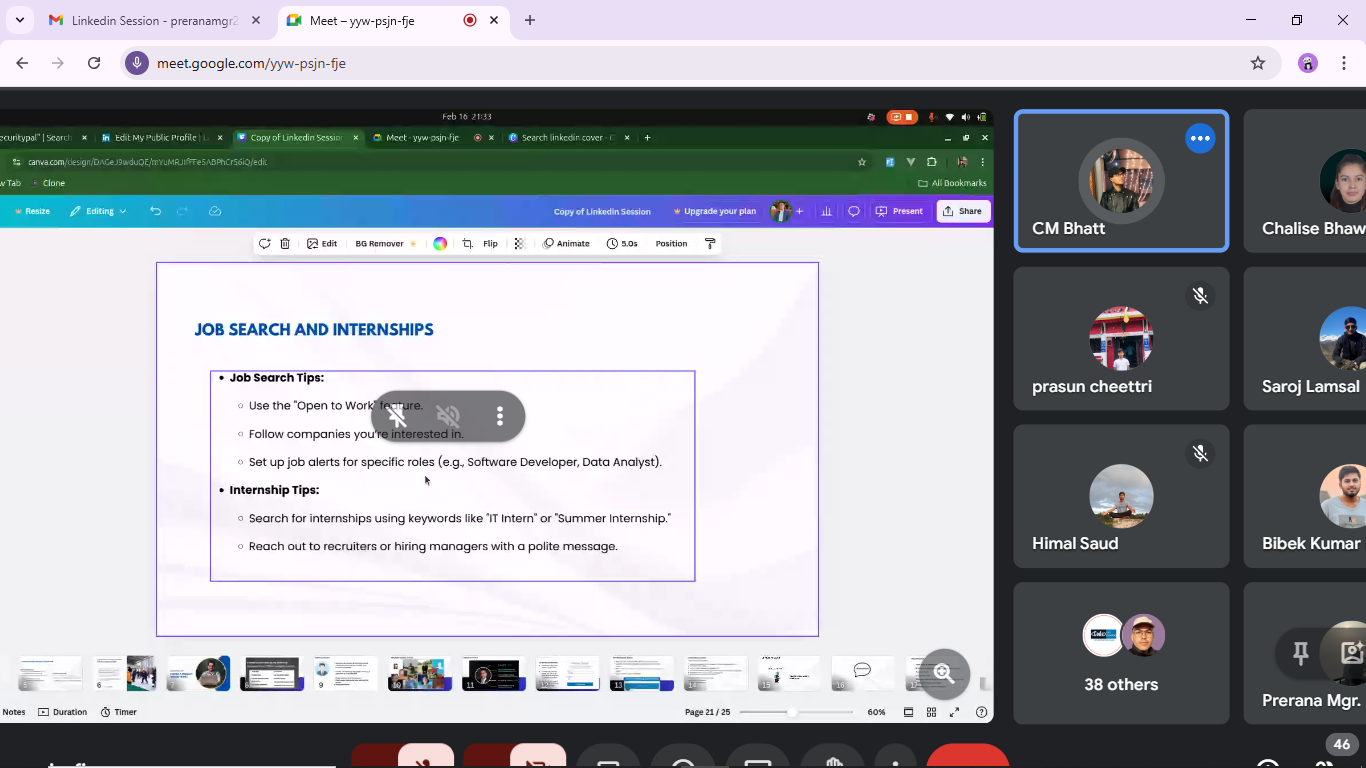 Linkedin Session - preranamgr2
Meet – yyw-psjn-fje
meet.google.com/yyw-psjn-fje
Feb 16 21:33
ecuritypal" | Search
Edit My Public Profile | L
Copy of Linkedin Sessio
Meet - yyw-psjn-fje
Search linkedin cover - C
canva.com/design/DAGeJ9wduQE/mYuMRJIfFTe5ABPhCr56iQ/edit
w Tab
Clone
All Bookmarks
Resize
Editing
Copy of Linkedin Session
Upgrade your plan
Present
Share
Edit
BG Remover
Flip
Animate
5.0s
Position
JOB SEARCH AND INTERNSHIPS
• Job Search Tips:
Use the "Open to Work" feature.
Follow companies you're interested in.
Set up job alerts for specific roles (e.g., Software Developer, Data Analyst).
• Internship Tips:
Search for internships using keywords like "IT Intern" or "Summer Internship."
Reach out to recruiters or hiring managers with a polite message.
5
6
7
8
9
10
11
12
13
14
15
16
17
Notes
Duration
Timer
Page 21 / 25
60%
CM Bhatt
Chalise Bhaw
prasun cheettri
Saroj Lamsal
Himal Saud
Bibek Kumar
38 others
Prerana Mgr.
46